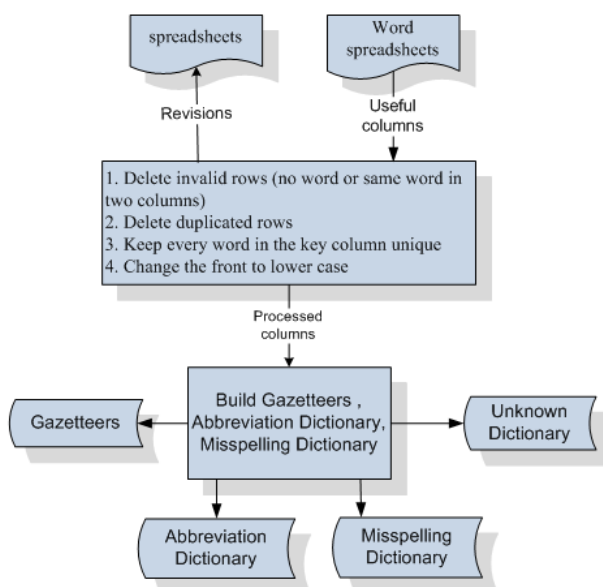 spreadsheets
Word
spreadsheets
Revisions
Useful
columns
1. Delete invalid rows (no word or same word in
two columns)
2. Delete duplicated rows
3. Keep every word in the key column unique
4. Change the front to lower case
Processed
columns
Build Gazetteers ,
Abbreviation Dictionary,
Misspelling Dictionary
Gazetteers
Unknown
Dictionary
Abbreviation
Dictionary
Misspelling
Dictionary